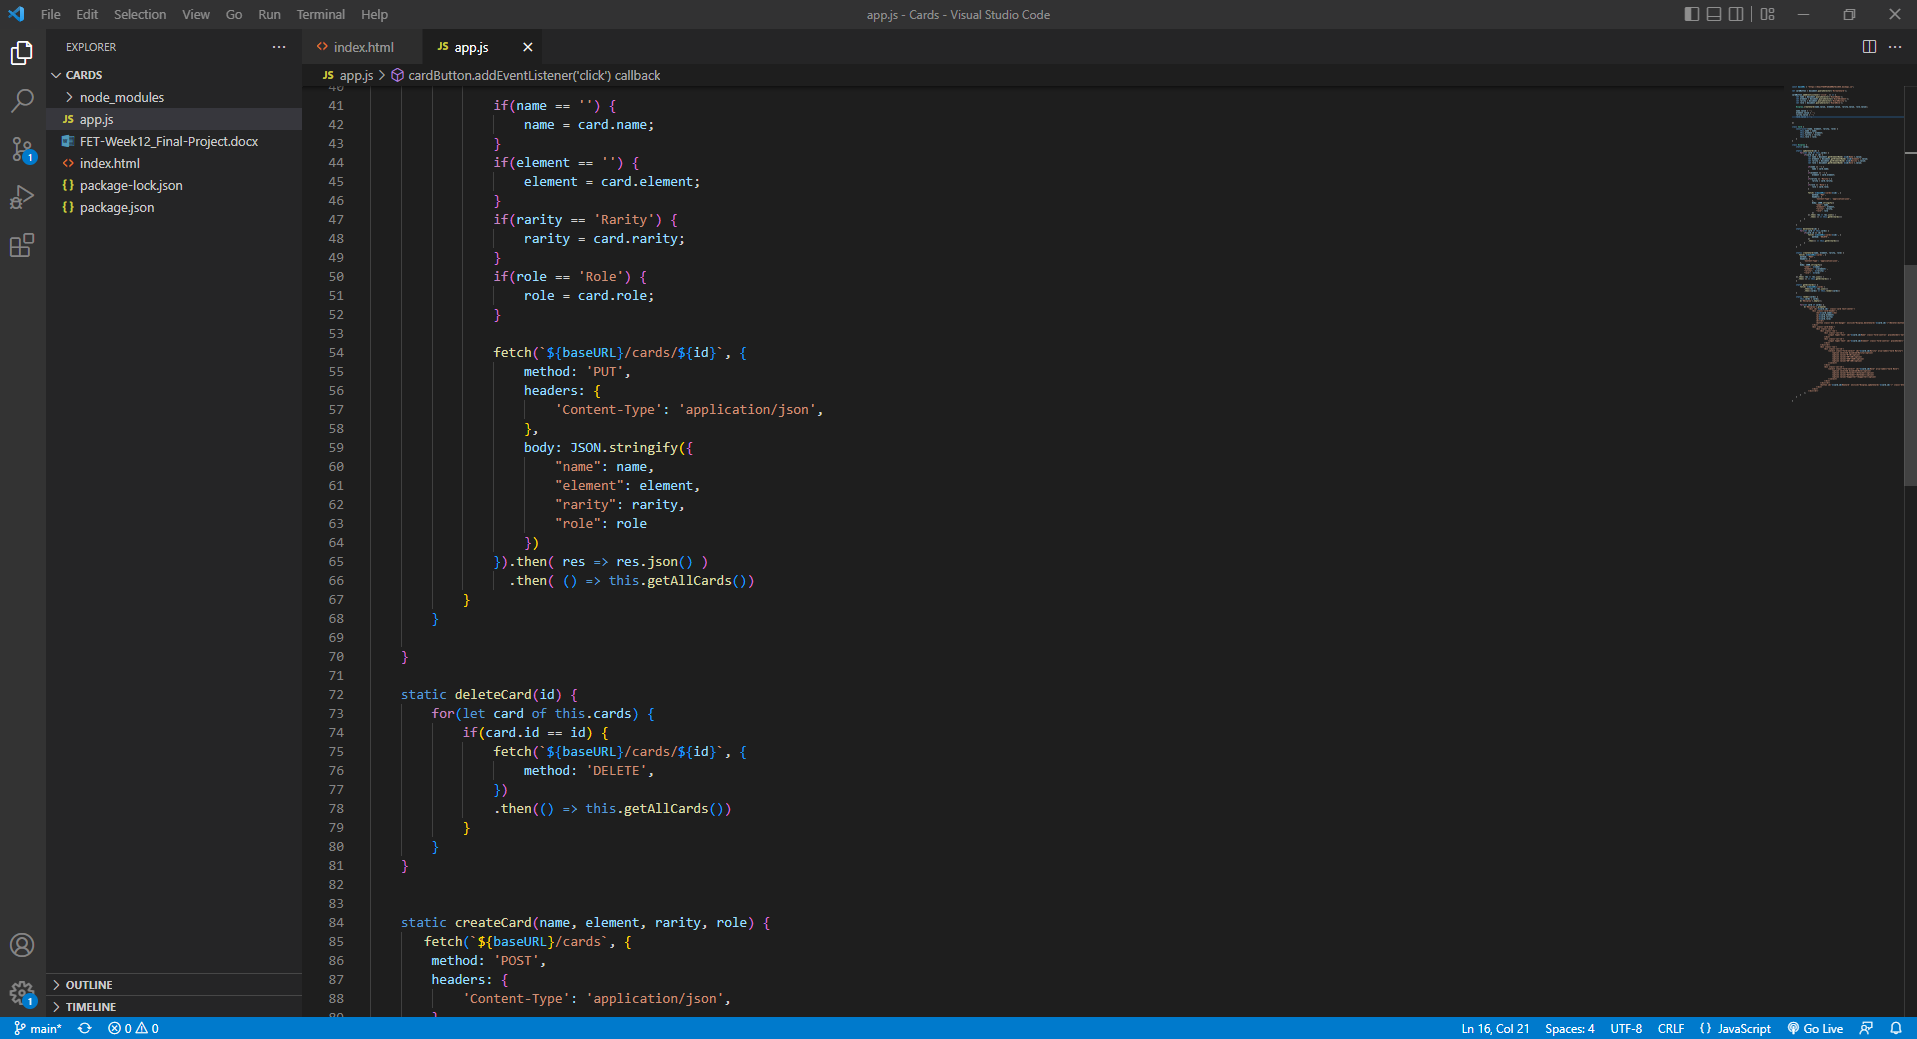 File Edit Selection View Go Run Terminal Help
app.js - Cards - Visual Studio Code
EXPLORER
CARDS
node_modules
JS app.js
FET-Week12_Final-Project.docx
<> index.html
{} package-lock.json
{} package.json
OUTLINE
TIMELINE
1
1
<> index.html
JS app.js
JS app.js > cardButton.addEventListener('click') callback
40
41 if(name == '') {
42 name = card.name;
43 }
44 if(element == '') {
45 element = card.element;
46 }
47 if(rarity == 'Rarity') {
48 rarity = card.rarity;
49 }
50 if(role == 'Role') {
51 role = card.role;
52 }
53
54 fetch(`${baseURL}/cards/${id}`, {
55 method: 'PUT',
56 headers: {
57 'Content-Type': 'application/json',
58 },
59 body: JSON.stringify({
60 "name": name,
61 "element": element,
62 "rarity": rarity,
63 "role": role
64 })
65 }).then( res => res.json() )
66 .then( () => this.getAllCards())
67 }
68 }
69
70 }
71
72 static deleteCard(id) {
73 for(let card of this.cards) {
74 if(card.id == id) {
75 fetch(`${baseURL}/cards/${id}`, {
76 method: 'DELETE',
77 })
78 .then(() => this.getAllCards())
79 }
80 }
81 }
82
83
84 static createCard(name, element, rarity, role) {
85 fetch(`${baseURL}/cards`, {
86 method: 'POST',
87 headers: {
88 'Content-Type': 'application/json',
89 }
main* 0 0
Ln 16, Col 21 Spaces: 4 UTF-8 CRLF {} JavaScript Go Live